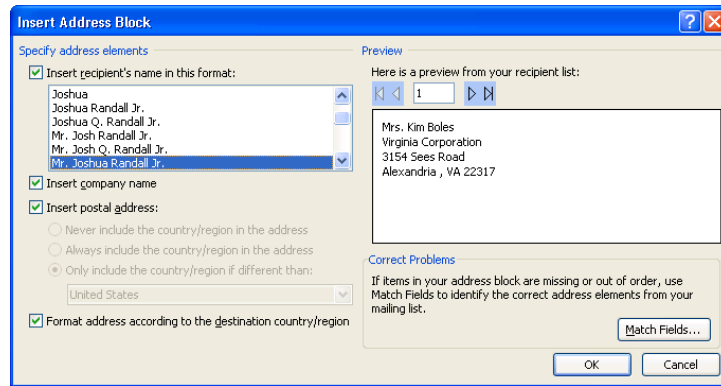 Insert Address Block
Specify address elements
Insert recipient's name in this format:
Joshua
Joshua Randall Jr.
Joshua Q. Randall Jr.
Mr. Josh Randall Jr.
Mr. Josh Q. Randall Jr.
Mr. Joshua Randall Jr.
Insert company name
Insert postal address:
Never include the country/region in the address
Always include the country/region in the address
Only include the country/region if different than:
United States
Format address according to the destination country/region
Preview
Here is a preview from your recipient list:
1
Mrs. Kim Boles
Virginia Corporation
3154 Sees Road
Alexandria , VA 22317
Correct Problems
If items in your address block are missing or out of order, use
Match Fields to identify the correct address elements from your
mailing list.
Match Fields...
OK
Cancel